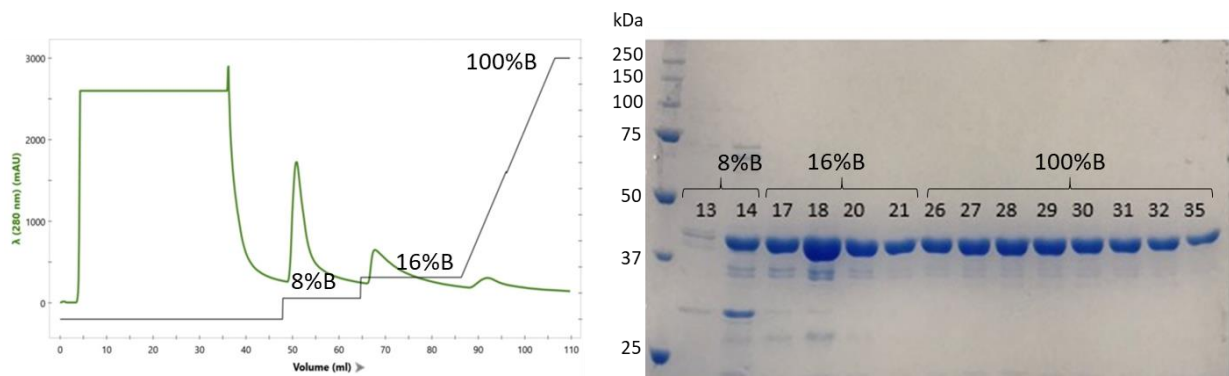 λ (280 nm) (mAU)
3000
2000
1000
0
100%B
8%B
16%B
0 10 20 30 40 50 60 70 80 90 100 110
Volume (ml)
kDa
250
150
100
75
50
37
25
8%B 16%B 100%B
13 14 17 18 20 21 26 27 28 29 30 31 32 35